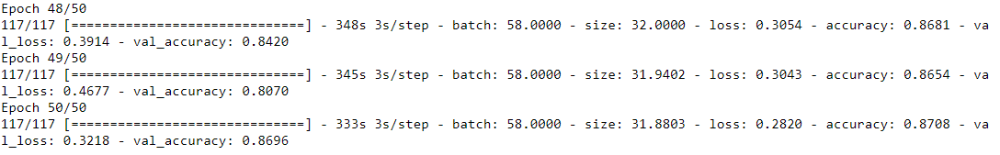 Epoch 48/50
117/117 [==============================] - 348s 3s/step - batch: 58.0000 - size: 32.0000 - loss: 0.3054 - accuracy: 0.8681 - va
l_loss: 0.3914 - val_accuracy: 0.8420
Epoch 49/50
117/117 [==============================] - 345s 3s/step - batch: 58.0000 - size: 31.9402 - loss: 0.3043 - accuracy: 0.8654 - va
l_loss: 0.4677 - val_accuracy: 0.8070
Epoch 50/50
117/117 [==============================] - 333s 3s/step - batch: 58.0000 - size: 31.8803 - loss: 0.2820 - accuracy: 0.8708 - va
l_loss: 0.3218 - val_accuracy: 0.8696